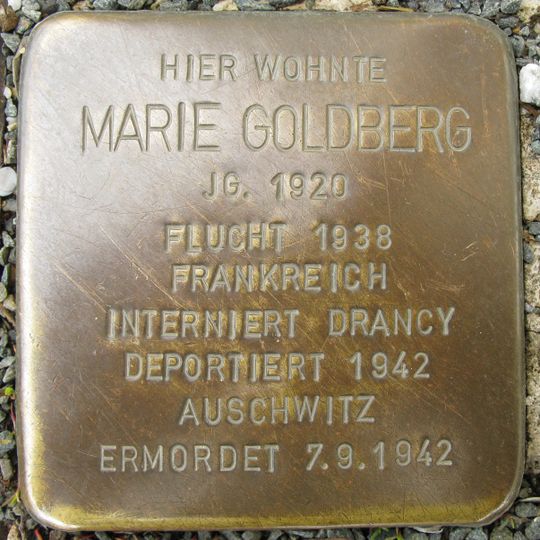 HIER WOHNTE
MARIE GOLDBERG
JG. 1920
FLUCHT 1938
FRANKREICH
INTERNIERT DRANCY
DEPORTIERT 1942
AUSCHWITZ
ERMORDET 7.9.1942